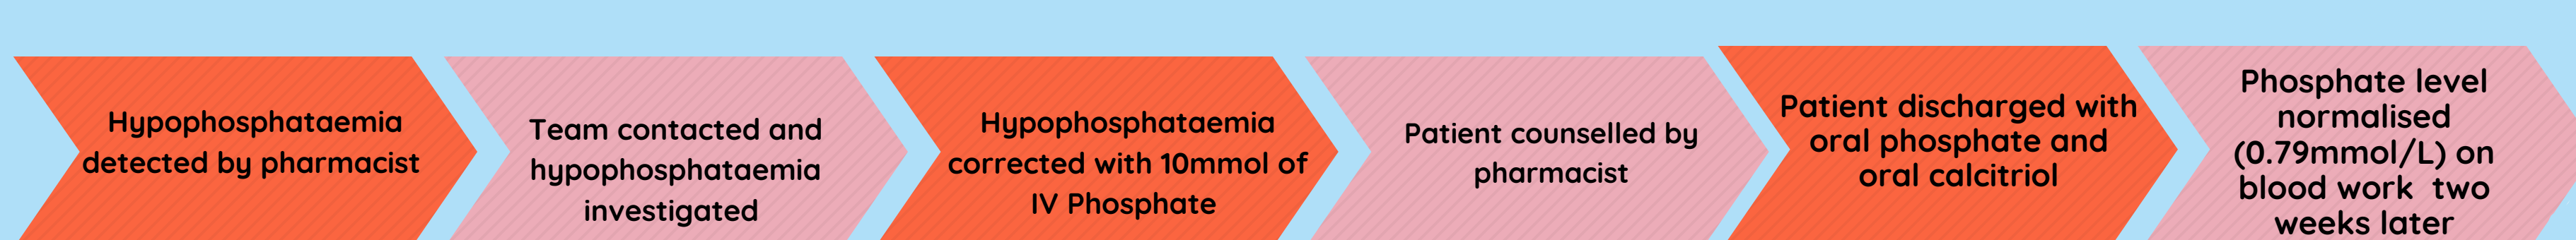 Hypophosphataemia
detected by pharmacist
Team contacted and
hypophosphataemia
investigated
Hypophosphataemia
corrected with 10mmol of
IV Phosphate
Patient counselled by
pharmacist
Patient discharged with
oral phosphate and
oral calcitriol
Phosphate level
normalised
(0.79mmol/L) on
blood work  two
weeks later